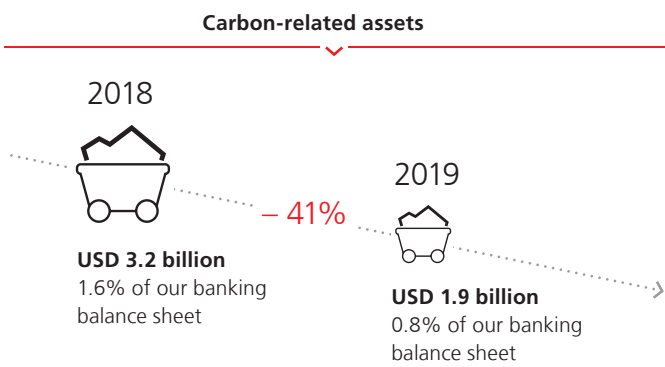 Carbon-related assets
2018
USD 3.2 billion
1.6% of our banking
balance sheet
– 41%
2019
USD 1.9 billion
0.8% of our banking
balance sheet